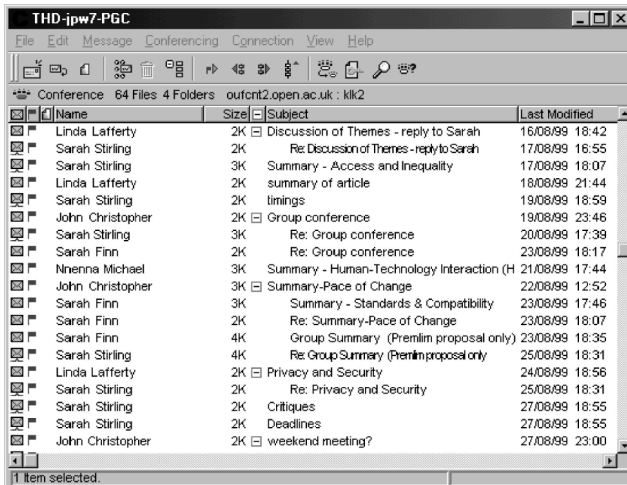 THD-jpw7-PGC
File Edit Message Conferencing Connection View Help
Conference 64 Files 4 Folders oufcnt2.open.ac.uk : klk2
Name Size Subject Last Modified
Linda Lafferty 2K Discussion of Themes - reply to Sarah 16/08/99 18:42
Sarah Stirling 2K Re: Discussion of Themes - reply to Sarah 17/08/99 16:55
Sarah Stirling 3K Summary - Access and Inequality 17/08/99 18:07
Linda Lafferty 2K summary of article 18/08/99 21:44
Sarah Stirling 2K timings 19/08/99 18:59
John Christopher 2K Group conference 19/08/99 23:46
Sarah Stirling 3K Re: Group conference 20/08/99 17:39
Sarah Finn 2K Re: Group conference 23/08/99 18:17
Nnenna Michael 3K Summary - Human-Technology Interaction (H 21/08/99 17:44
John Christopher 3K Summary-Pace of Change 22/08/99 12:52
Sarah Finn 3K Summary - Standards & Compatibility 23/08/99 17:46
Sarah Finn 2K Re: Summary-Pace of Change 23/08/99 18:07
Sarah Finn 4K Group Summary (Premlim proposal only) 23/08/99 18:35
Sarah Stirling 4K Re: Group Summary (Premlim proposal only 25/08/99 18:31
Linda Lafferty 2K Privacy and Security 24/08/99 18:56
Sarah Stirling 2K Re: Privacy and Security 25/08/99 18:31
Sarah Stirling 2K Critiques 27/08/99 18:55
Sarah Stirling 2K Deadlines 27/08/99 18:55
John Christopher 2K weekend meeting? 27/08/99 23:00
1 Item selected.